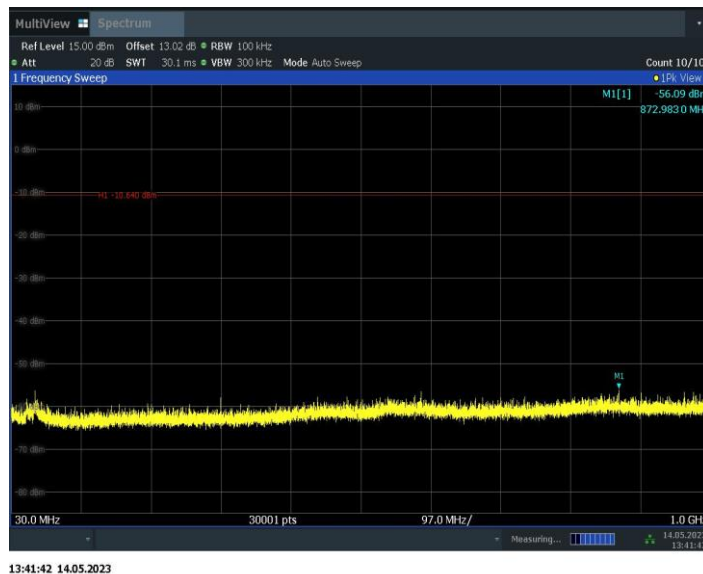 MultiView Spectrum
Ref Level 15.00 dBm Offset 13.02 dB RBW 100 kHz
Att 20 dB SWT 30.1 ms VBW 300 kHz Mode Auto Sweep Count 10/10
1 Frequency Sweep 1Pk View
M1[1] -56.09 dBm
872.9830 MH
10 dBm
0 dBm
-10 dBm
H1 -10.640 dBm
-20 dBm
-30 dBm
-40 dBm
-50 dBm
M1
-70 dBm
-80 dBm
30.0 MHz 30001 pts 97.0 MHz/ 1.0 GH
Measuring... 14.05.202
13:41:4
13:41:42 14.05.2023